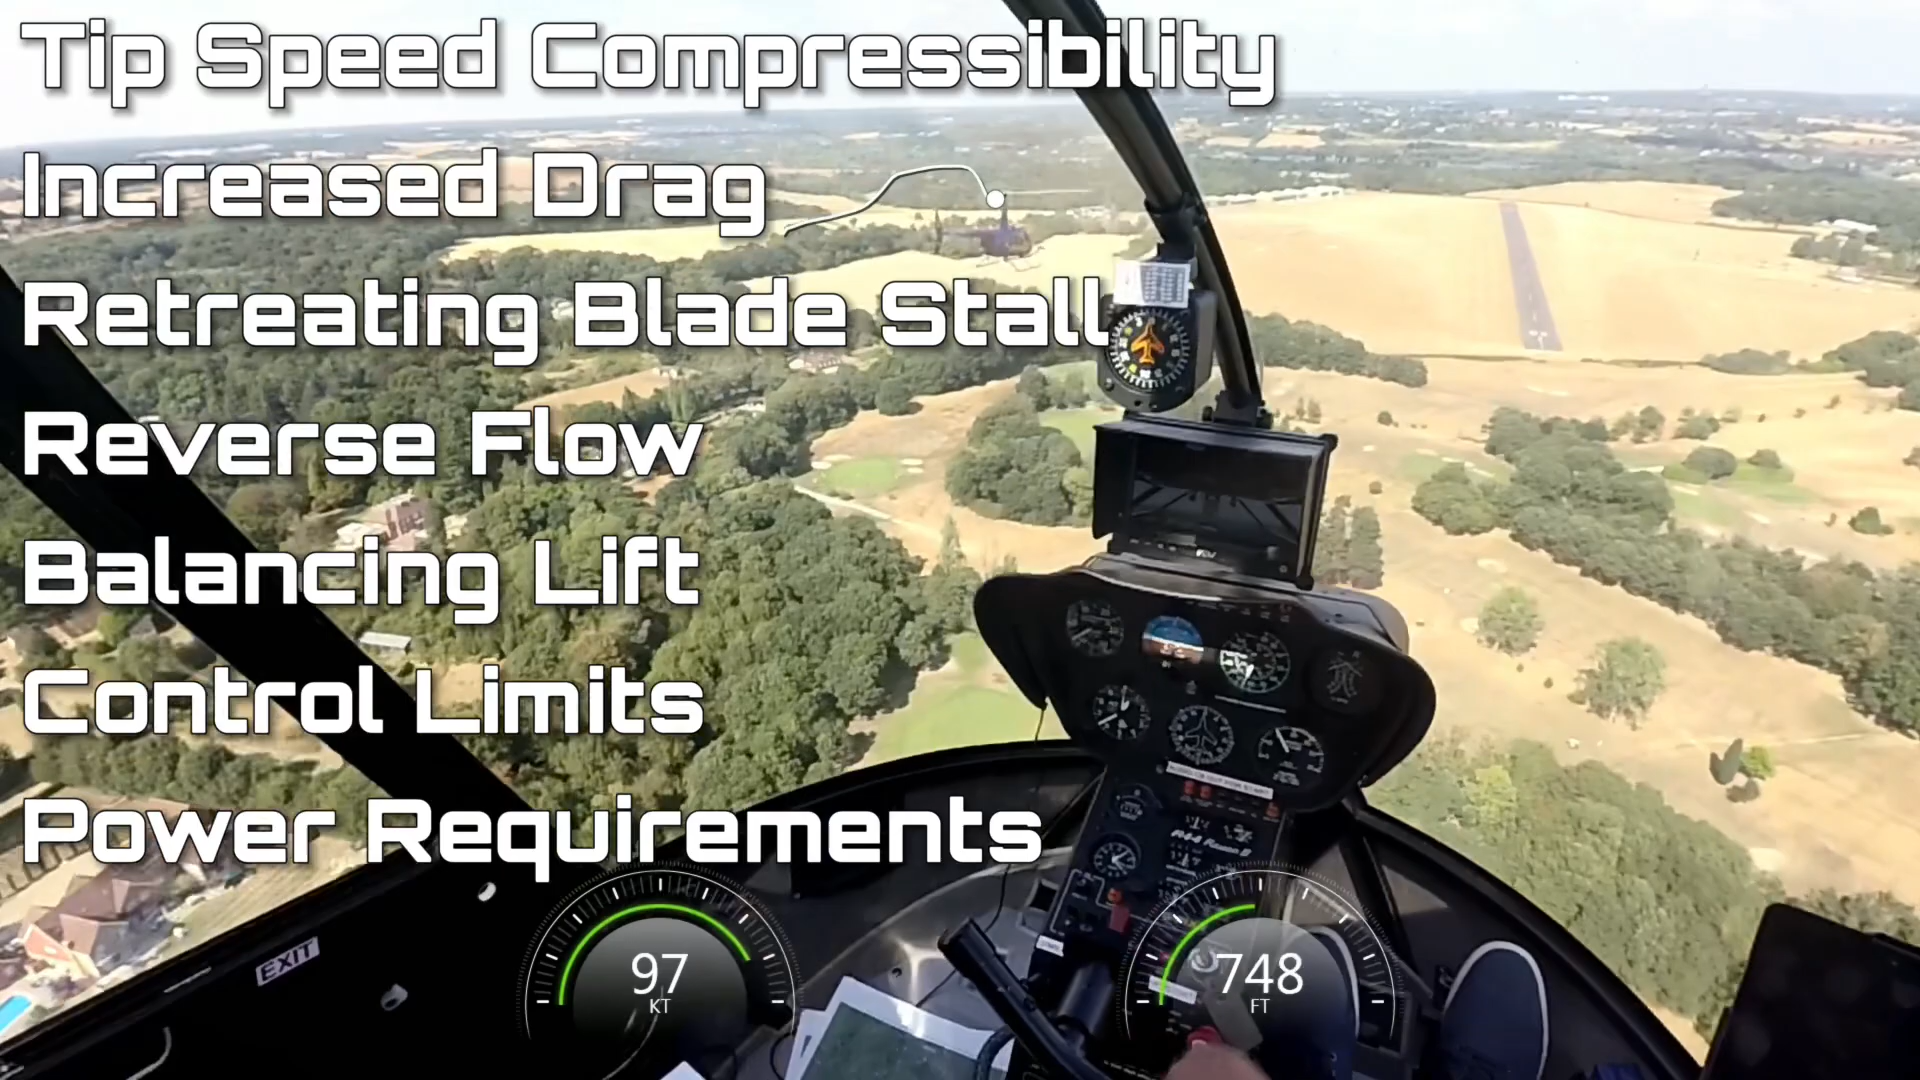 Tip Speed Compressibility
Increased Drag
Retreating Blade Stall
Reverse Flow
Balancing Lift
Control Limits
Power Requirements
EXIT
97
KT
748
FT